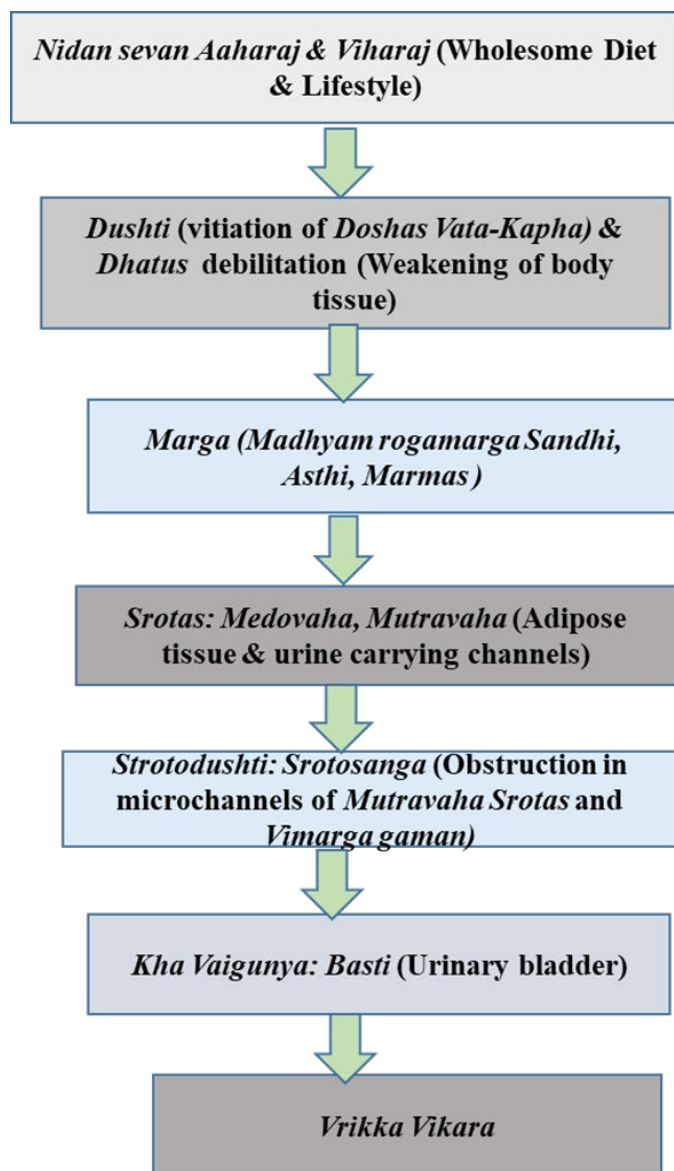 Nidan sevan Aaharaj & Viharaj (Wholesome Diet
& Lifestyle)
Dushti (vitiation of Doshas Vata-Kapha) &
Dhatus debilitation (Weakening of body
tissue)
Marga (Madhyam rogamarga Sandhi,
Asthi, Marmas )
Srotas: Medovaha, Mutravaha (Adipose
tissue & urine carrying channels)
Strotodushti: Srotosanga (Obstruction in
microchannels of Mutravaha Srotas and
Vimarga gaman)
Kha Vaigunya: Basti (Urinary bladder)
Vrikka Vikara